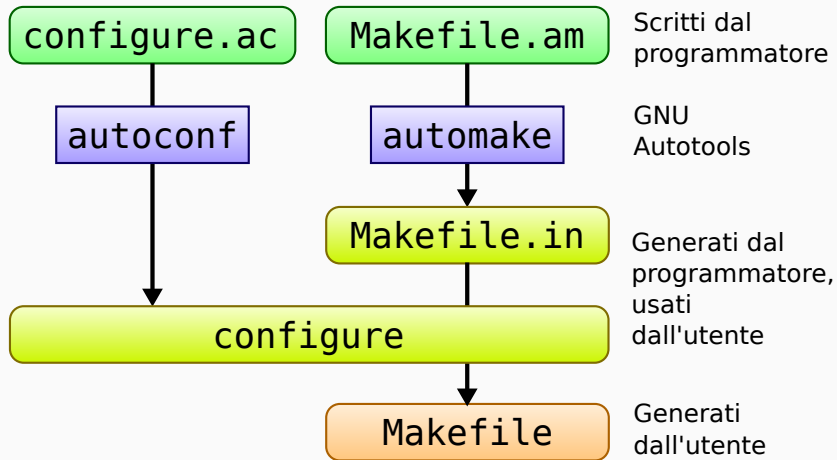 configure.ac
Makefile.am
Scritti dal
programmatore
autoconf
automake
GNU
Autotools
Makefile.in
Generati dal
programmatore,
usati
dall'utente
configure
Makefile
Generati
dall'utente